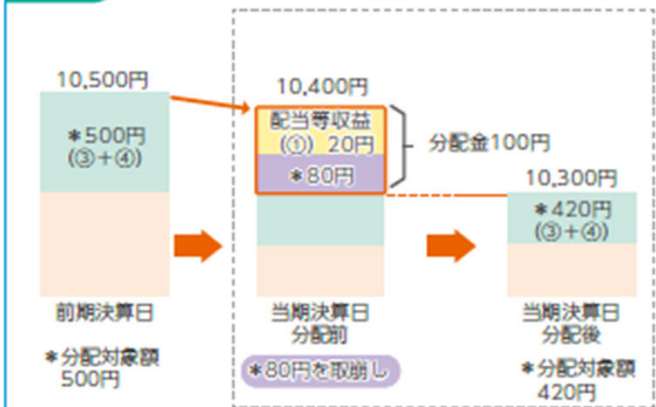 10,500円
*500円
(③+④)
前期決算日
*分配対象額
500円
10,400円
配当等収益
(①) 20円
*80円
分配金100円
当期決算日
分配前
*80円を取崩し
10,300円
*420円
(③+④)
当期決算日
分配後
*分配対象額
420円